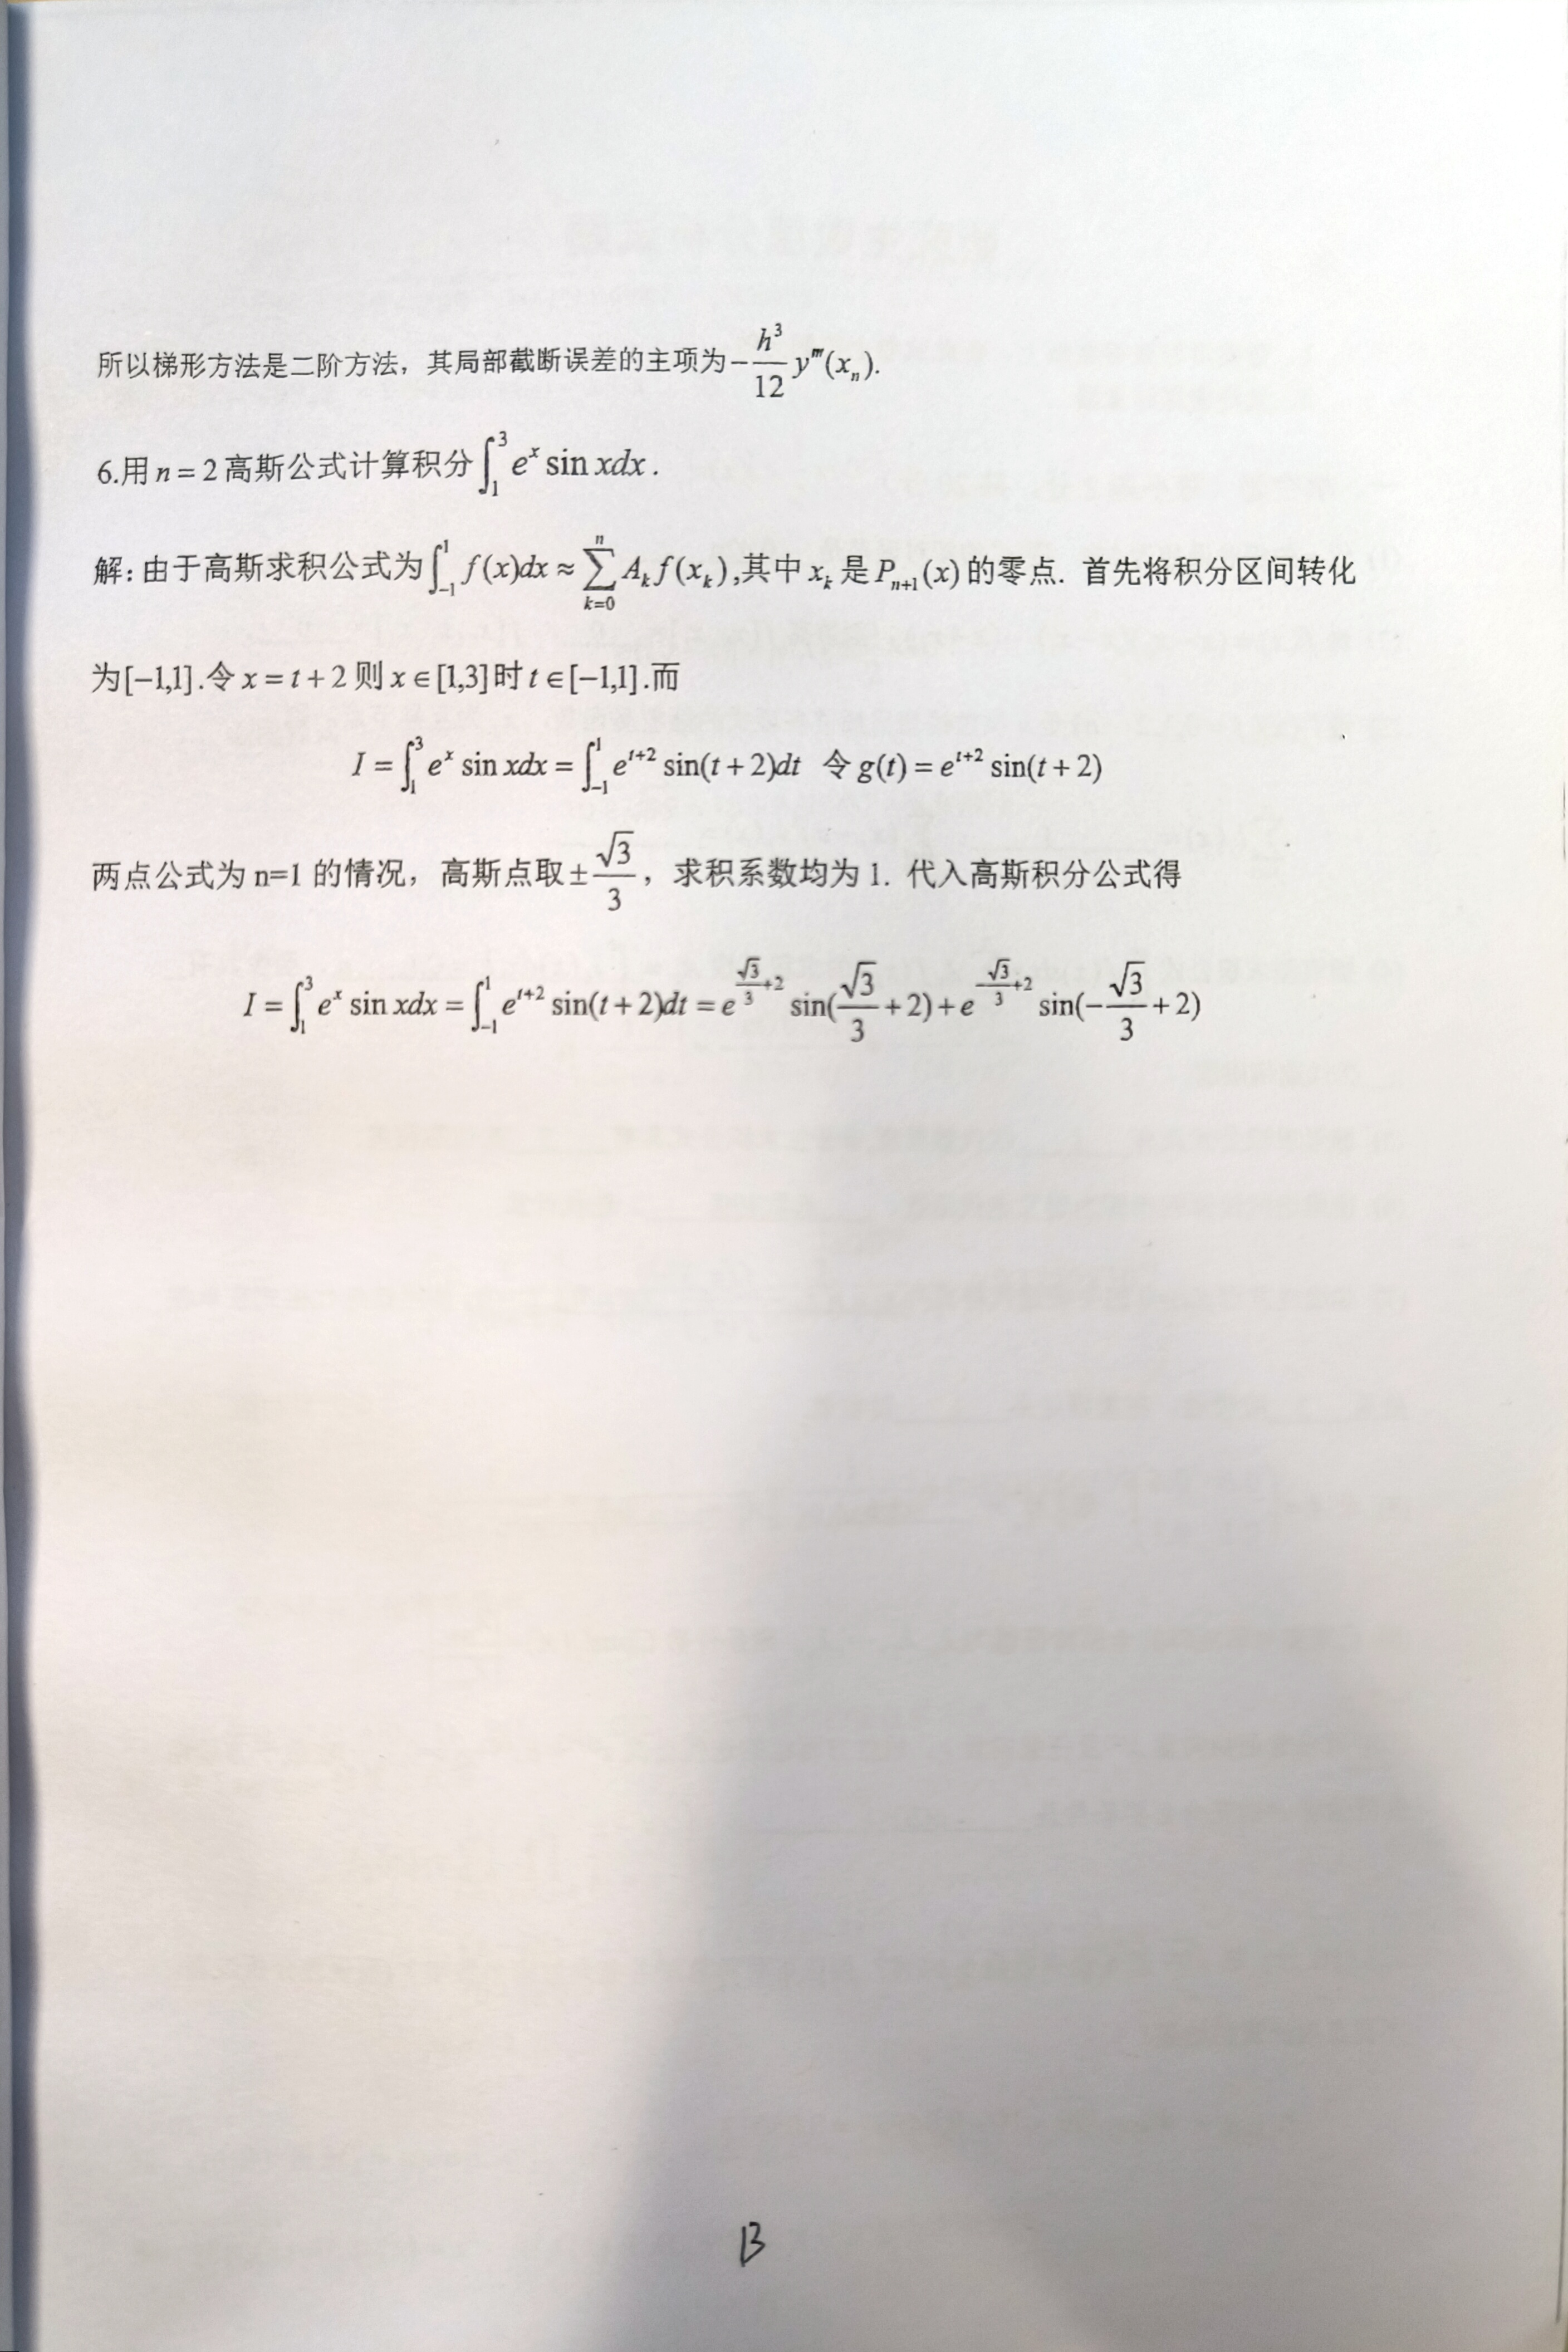 所以梯形方法是二阶方法，其局部截断误差的主项为$-\frac{h^3}{12}y'''(x_n)$.
6.用$n=2$高斯公式计算积分$\int_1^3 e^x \sin xdx$.
解：由于高斯求积公式为$\int_{-1}^1 f(x)dx \approx \sum_{k=0}^n A_k f(x_k)$,其中$x_k$是$P_{n+1}(x)$的零点. 首先将积分区间转化
为$[-1,1]$.令$x=t+2$则$x\in[1,3]$时$t\in[-1,1]$.而
$I=\int_1^3 e^x \sin xdx=\int_{-1}^1 e^{t+2}\sin(t+2)dt$ 令$g(t)=e^{t+2}\sin(t+2)$
两点公式为 n=1 的情况，高斯点取$\pm\frac{\sqrt{3}}{3}$，求积系数均为 1. 代入高斯积分公式得
$I=\int_1^3 e^x \sin xdx=\int_{-1}^1 e^{t+2}\sin(t+2)dt=e^{\frac{\sqrt{3}}{3}+2}\sin(\frac{\sqrt{3}}{3}+2)+e^{-\frac{\sqrt{3}}{3}+2}\sin(-\frac{\sqrt{3}}{3}+2)$
13